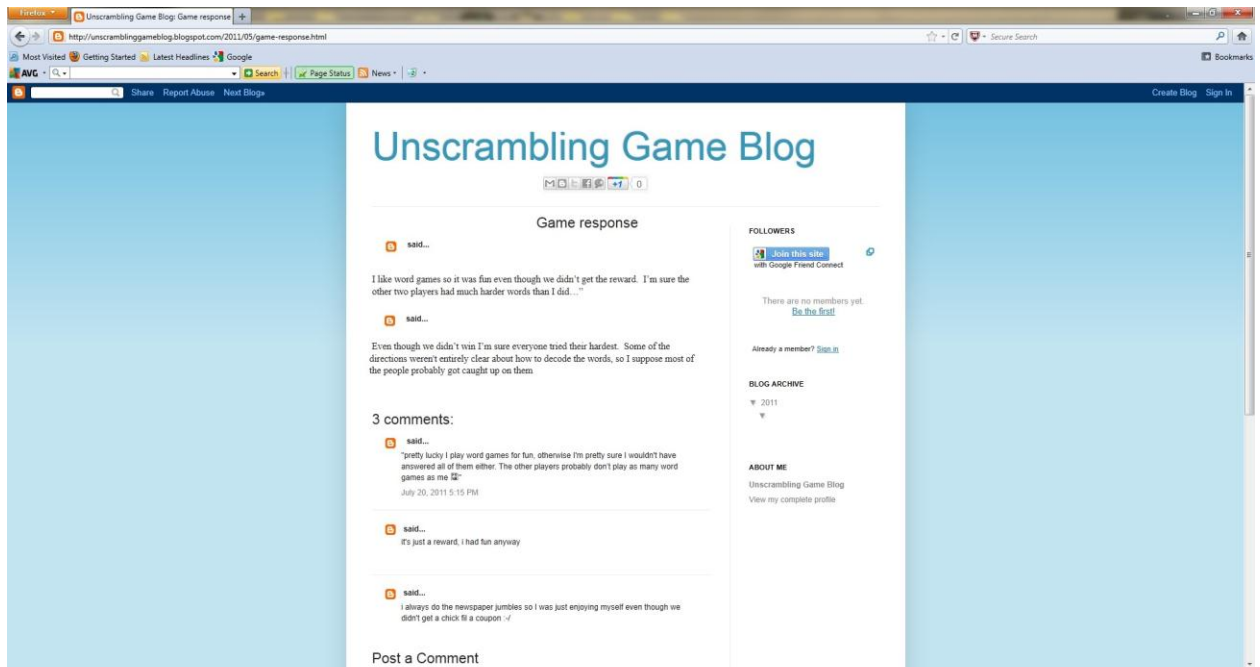 Firefox
Unscrambling Game Blog: Game response +
http://unscramblinggameblog.blogspot.com/2011/05/game-response.html
Secure Search
Most Visited Getting Started Latest Headlines Google
Bookmarks
AVG Search Page Status News
Share Report Abuse Next Blog»
Create Blog Sign In
Unscrambling Game Blog
+1 0
Game response
said...
I like word games so it was fun even though we didn't get the reward. I'm sure the
other two players had much harder words than I did…"
said...
Even though we didn't win I'm sure everyone tried their hardest. Some of the
directions weren't entirely clear about how to decode the words, so I suppose most of
the people probably got caught up on them
3 comments:
said...
"pretty lucky I play word games for fun, otherwise I'm pretty sure I wouldn't have
answered all of them either. The other players probably don't play as many word
games as me "
July 20, 2011 5:15 PM
said...
it's just a reward, i had fun anyway
said...
i always do the newspaper jumbles so I was just enjoying myself even though we
didn't get a chick fil a coupon :-/
Post a Comment
FOLLOWERS
Join this site
with Google Friend Connect
There are no members yet.
Be the first!
Already a member? Sign in
BLOG ARCHIVE
▼ 2011
▼
ABOUT ME
Unscrambling Game Blog
View my complete profile